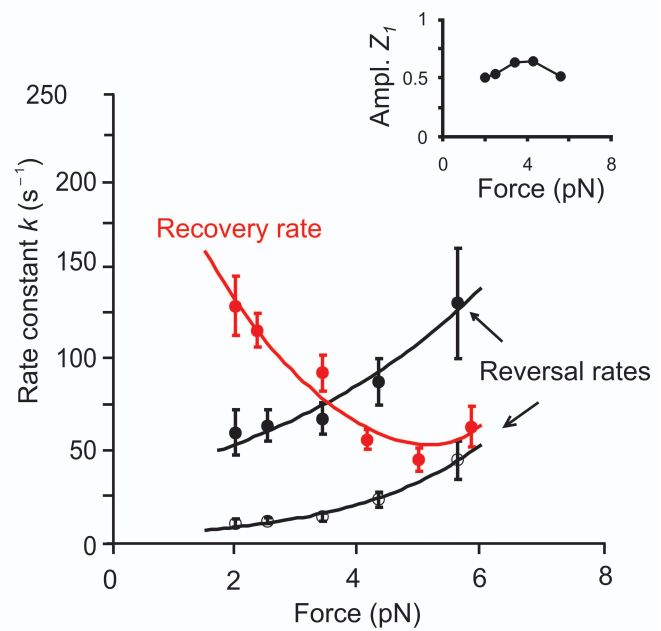 1
0.5
0
Ampl. Z₁
0 4 8
Force (pN)
250
200
150
100
50
0
Rate constant k (s⁻¹)
Recovery rate
Reversal rates
0 2 4 6 8
Force (pN)